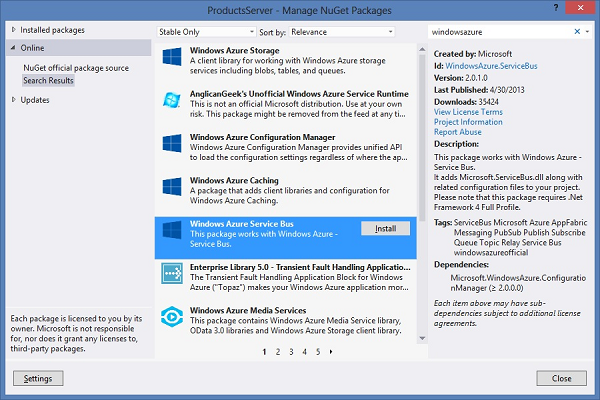 ProductsServer - Manage NuGet Packages
? ×
Installed packages
Online
NuGet official package source
Search Results
Updates
Each package is licensed to you by its
owner. Microsoft is not responsible
for, nor does it grant any licenses to,
third-party packages.
Settings
Stable Only
Sort by: Relevance
Windows Azure Storage
A client library for working with Windows Azure storage
services including blobs, tables, and queues.
AnglicanGeek's Unofficial Windows Azure Service Runtime
This is not an official Microsoft distribution. Use at your own
risk. This package might be removed from the feed at any ti...
Windows Azure Configuration Manager
Windows Azure Configuration Manager provides unified API
to load the configuration settings regardless of where the ap...
Windows Azure Caching
A package that adds client libraries and configuration for
Windows Azure Caching.
Windows Azure Service Bus
This package works with Windows Azure -
Service Bus.
Install
Enterprise Library 5.0 - Transient Fault Handling Application...
The Transient Fault Handling Application Block for Windows
Azure ("Topaz") makes your Windows Azure application mor...
Windows Azure Media Services
This package contains Windows Azure Media Service library,
OData 3.0 libraries and Windows Azure Storage client library.
1 2 3 4 5
windowsazure
Created by: Microsoft
Id: WindowsAzure.ServiceBus
Version: 2.0.1.0
Last Published: 4/30/2013
Downloads: 35424
View License Terms
Project Information
Report Abuse
Description:
This package works with Windows Azure -
Service Bus.
It adds Microsoft.ServiceBus.dll along with
related configuration files to your project.
Please note that this package requires .Net
Framework 4 Full Profile.
Tags: ServiceBus Microsoft Azure AppFabric
Messaging PubSub Publish Subscribe
Queue Topic Relay Service Bus
windowsazureofficial
Dependencies:
Microsoft.WindowsAzure.Configuratio
nManager (≥ 2.0.0.0)
Each item above may have sub-
dependencies subject to additional license
agreements.
Close